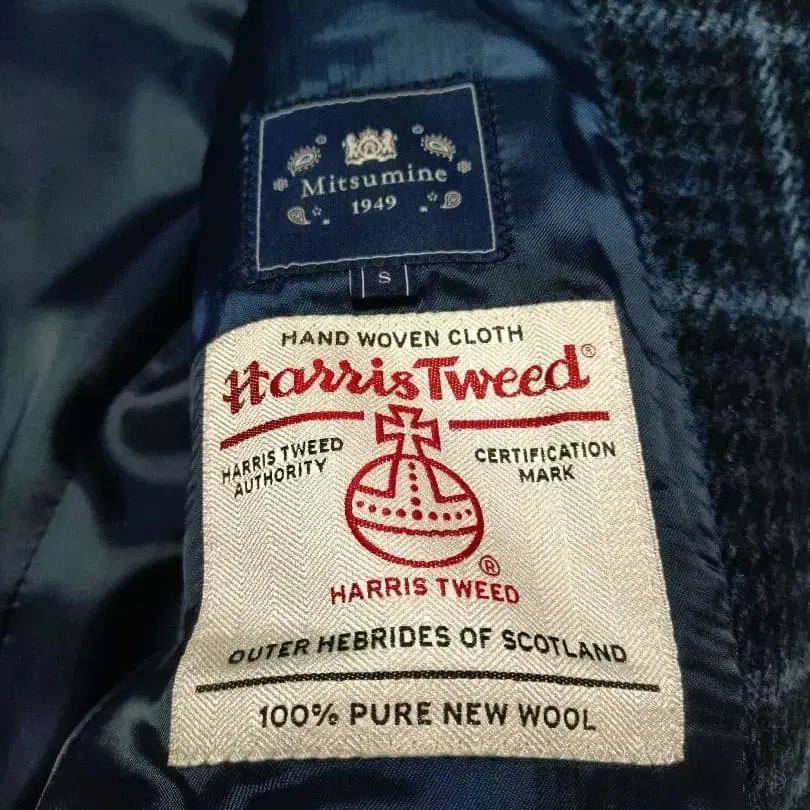 Mitsumine
1949
S
HAND WOVEN CLOTH
Harris Tweed®
HARRIS TWEED
AUTHORITY
CERTIFICATION
MARK
®
HARRIS TWEED
OUTER HEBRIDES OF SCOTLAND
100% PURE NEW WOOL